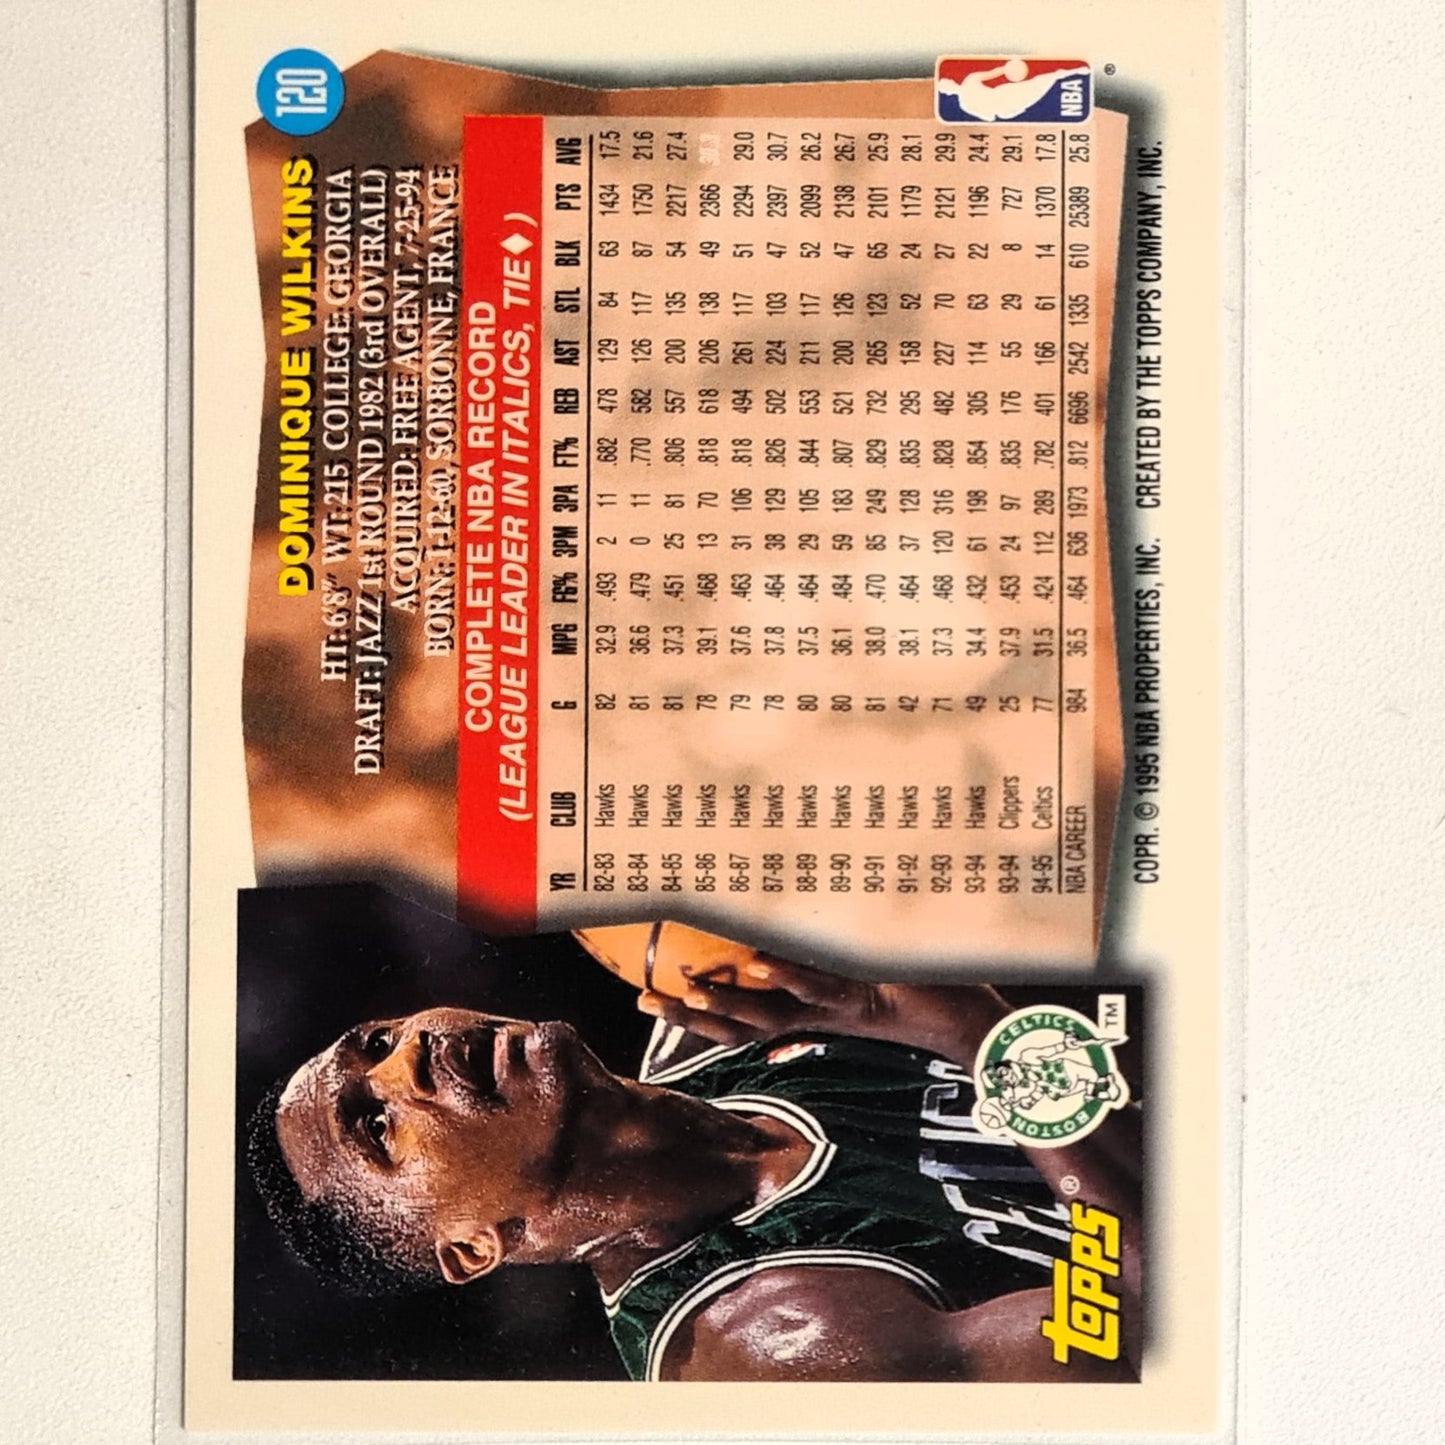 120
DOMINIQUE WILKINS
HT: 6'8" WT: 215 COLLEGE: GEORGIA
DRAFT: JAZZ 1st ROUND 1982 (3rd OVERALL)
ACQUIRED: FREE AGENT, 7-25-94
BORN: 1-12-60, SORBONNE, FRANCE
COMPLETE NBA RECORD
(LEAGUE LEADER IN ITALICS, TIE♦)
YR CLUB G MPG FG% 3PM 3PA FT% REB AST STL BLK PTS AVG
82-83 Hawks 82 32.9 .493 2 11 .682 478 129 84 63 1434 17.5
83-84 Hawks 81 36.6 .479 0 11 .770 582 126 117 87 1750 21.6
84-85 Hawks 81 37.3 .451 25 81 .806 557 200 135 54 2217 27.4
85-86 Hawks 78 39.1 .468 13 70 .818 618 206 138 49 2366 30.3
86-87 Hawks 79 37.6 .463 31 106 .818 494 261 117 51 2294 29.0
87-88 Hawks 78 37.8 .464 38 129 .826 502 224 103 47 2397 30.7
88-89 Hawks 80 37.5 .464 29 105 .844 553 211 117 52 2099 26.2
89-90 Hawks 80 36.1 .484 59 183 .807 521 200 126 47 2138 26.7
90-91 Hawks 81 38.0 .470 85 249 .829 732 265 123 65 2101 25.9
91-92 Hawks 42 38.1 .464 37 128 .835 295 158 52 24 1179 28.1
92-93 Hawks 71 37.3 .468 120 316 .828 482 227 70 27 2121 29.9
93-94 Hawks 49 34.4 .432 61 198 .854 305 114 63 22 1196 24.4
93-94 Clippers 25 37.9 .453 24 97 .835 176 55 29 8 727 29.1
94-95 Celtics 77 31.5 .424 112 289 .782 401 166 61 14 1370 17.8
NBA CAREER 984 36.5 .464 636 1973 .812 6696 2542 1335 610 25389 25.8
NBA
®
COPR. © 1995 NBA PROPERTIES, INC. CREATED BY THE TOPPS COMPANY, INC.
CELTICS
BOSTON
TM
topps®